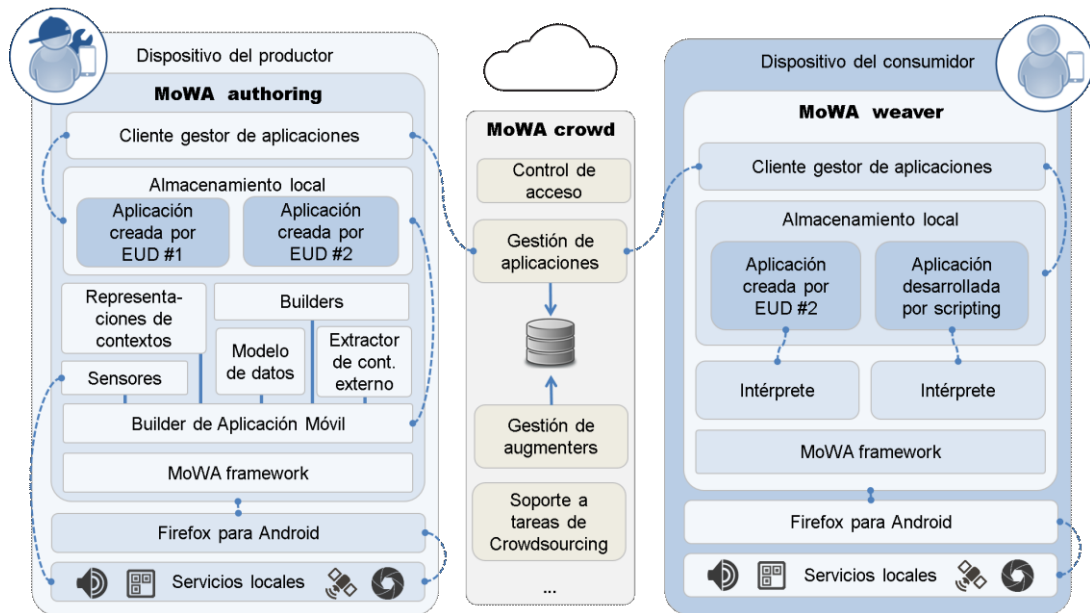 Dispositivo del productor
MoWA authoring
Cliente gestor de aplicaciones
Almacenamiento local
Aplicación
creada por
EUD #1
Aplicación
creada por
EUD #2
Representa-
ciones de
contextos
Builders
Sensores
Modelo
de datos
Extractor
de cont.
externo
Builder de Aplicación Móvil
MoWA framework
Firefox para Android
Servicios locales
MoWA crowd
Control de
acceso
Gestión de
aplicaciones
Gestión de
augmenters
Soporte a
tareas de
Crowdsourcing
...
Dispositivo del consumidor
MoWA weaver
Cliente gestor de aplicaciones
Almacenamiento local
Aplicación
creada por
EUD #2
Aplicación
desarrollada
por scripting
Intérprete
Intérprete
MoWA framework
Firefox para Android
Servicios locales